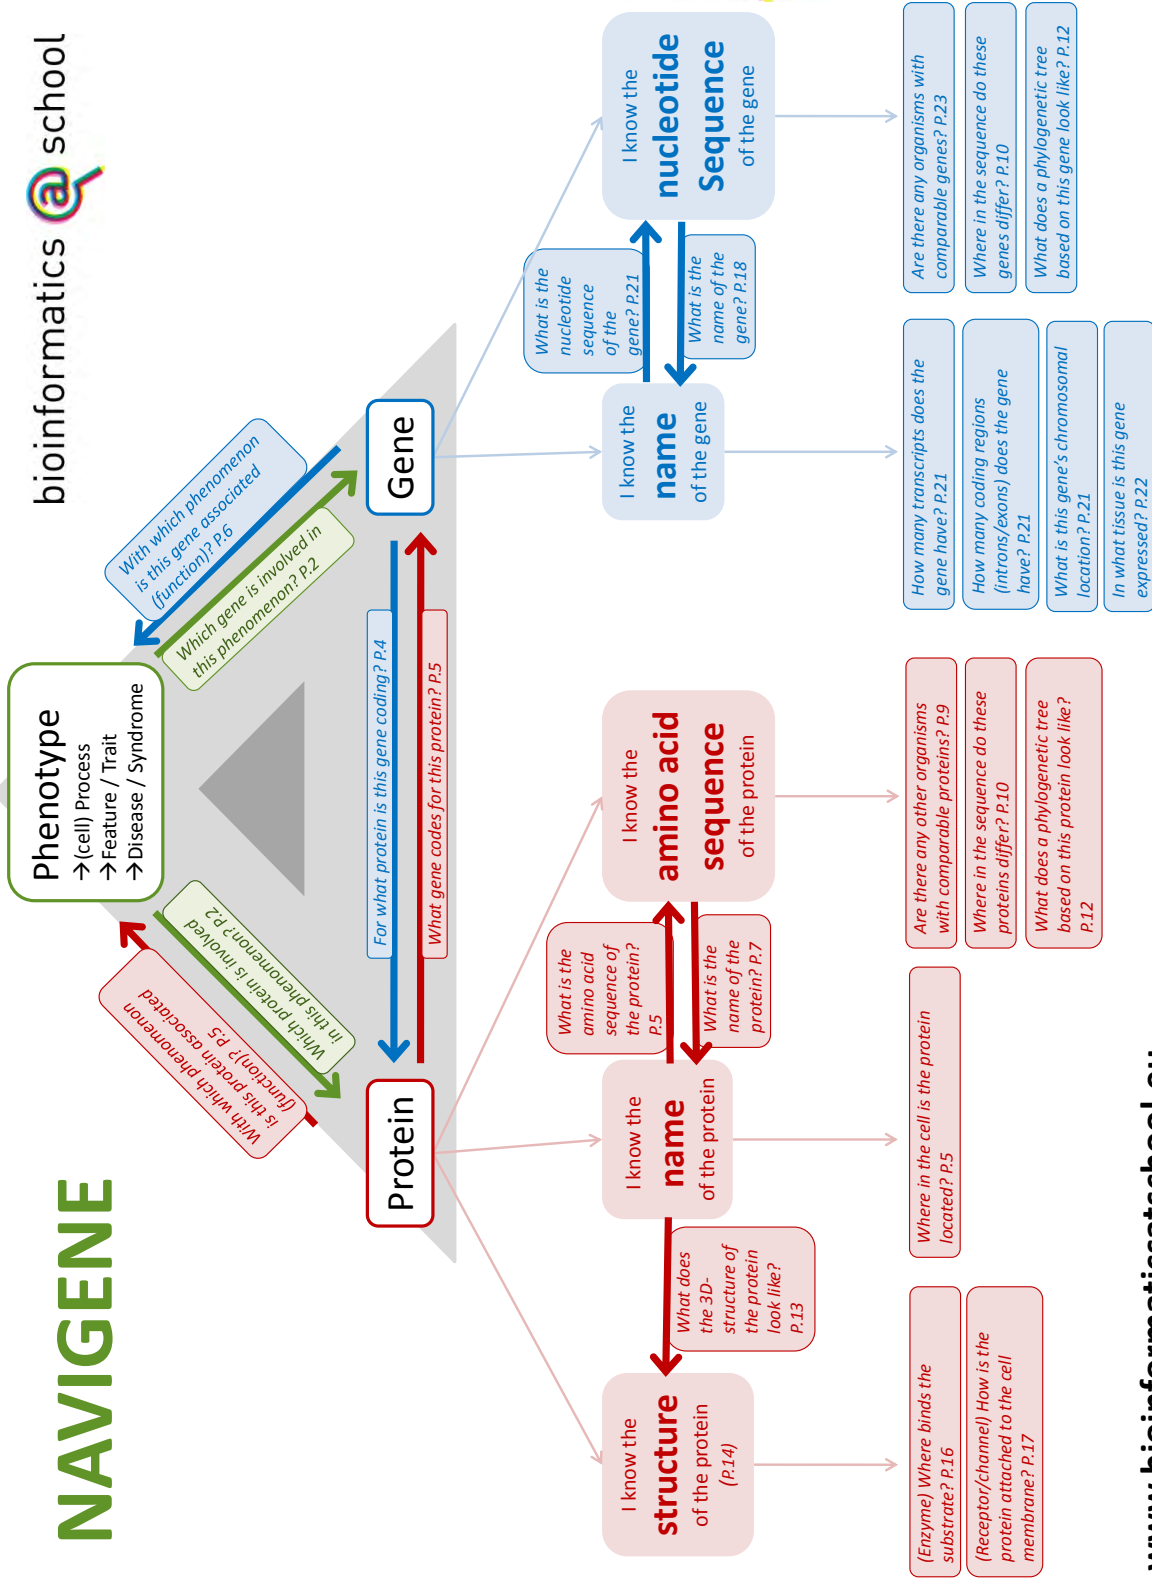 NAVIGENE
bioinformatics @ school
Phenotype
→(cell) Process
→Feature / Trait
→Disease / Syndrome
With which phenomenon
is this protein associated
(function)? P.5
Which protein is involved
in this phenomenon? P.2
With which phenomenon
is this gene associated
(function)? P.6
Which gene is involved in
this phenomenon? P.2
Protein
Gene
For what protein is this gene coding? P.4
What gene codes for this protein? P.5
I know the
structure
of the protein
(P.14)
What does
the 3D-
structure of
the protein
look like?
P.13
I know the
name
of the protein
What is the
amino acid
sequence of
the protein?
P.5
What is the
name of the
protein? P.7
I know the
amino acid
sequence
of the protein
I know the
name
of the gene
What is the
nucleotide
sequence
of the
gene? P.21
What is the
name of the
gene? P.18
I know the
nucleotide
Sequence
of the gene
(Enzyme) Where binds the
substrate? P.16
(Receptor/channel) How is the
protein attached to the cell
membrane? P.17
Where in the cell is the protein
located? P.5
Are there any other organisms
with comparable proteins? P.9
Where in the sequence do these
proteins differ? P.10
What does a phylogenetic tree
based on this protein look like?
P.12
How many transcripts does the
gene have? P.21
How many coding regions
(introns/exons) does the gene
have? P.21
What is this gene's chromosomal
location? P.21
In what tissue is this gene
expressed? P.22
Are there any organisms with
comparable genes? P.23
Where in the sequence do these
genes differ? P.10
What does a phylogenetic tree
based on this gene look like? P.12
www.bioinformaticsatschool.eu